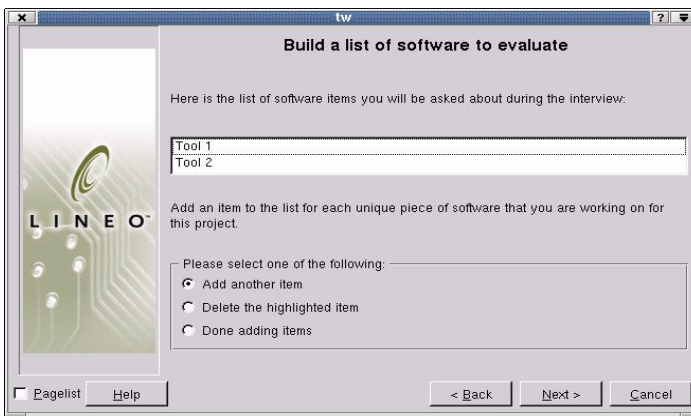 tw
Build a list of software to evaluate
Here is the list of software items you will be asked about during the interview:
Tool 1
Tool 2
LINEO™
Add an item to the list for each unique piece of software that you are working on for
this project.
Please select one of the following:
Add another item
Delete the highlighted item
Done adding items
Pagelist Help < Back Next > Cancel